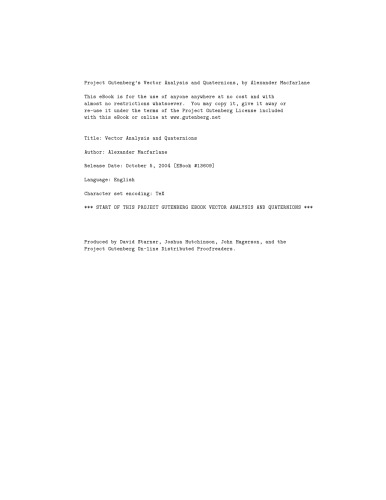 Project Gutenberg's Vector Analysis and Quaternions, by Alexander Macfarlane
This eBook is for the use of anyone anywhere at no cost and with
almost no restrictions whatsoever. You may copy it, give it away or
re-use it under the terms of the Project Gutenberg License included
with this eBook or online at www.gutenberg.net
Title: Vector Analysis and Quaternions
Author: Alexander Macfarlane
Release Date: October 5, 2004 [EBook #13609]
Language: English
Character set encoding: TeX
*** START OF THIS PROJECT GUTENBERG EBOOK VECTOR ANALYSIS AND QUATERNIONS ***
Produced by David Starner, Joshua Hutchinson, John Hagerson, and the
Project Gutenberg On-line Distributed Proofreaders.